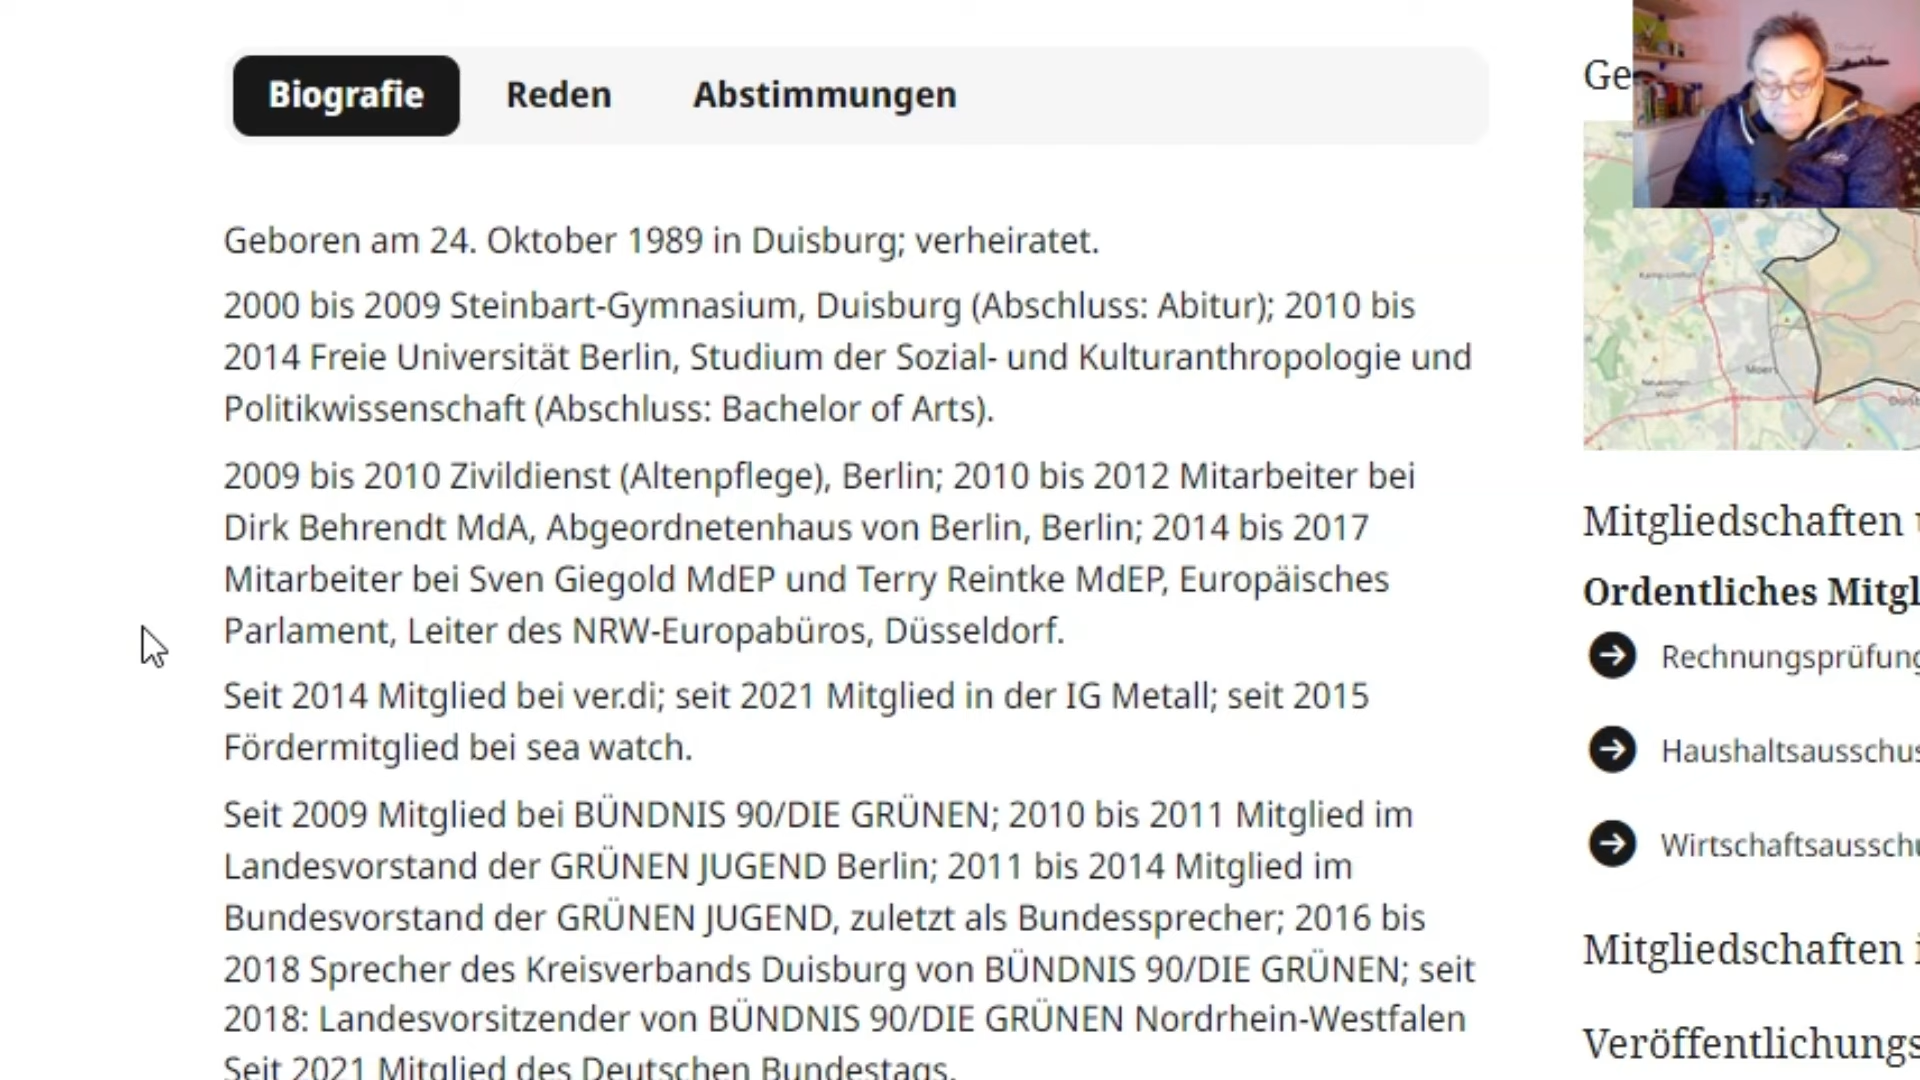 Biografie
Reden
Abstimmungen
Geboren am 24. Oktober 1989 in Duisburg; verheiratet.
2000 bis 2009 Steinbart-Gymnasium, Duisburg (Abschluss: Abitur); 2010 bis
2014 Freie Universität Berlin, Studium der Sozial- und Kulturanthropologie und
Politikwissenschaft (Abschluss: Bachelor of Arts).
2009 bis 2010 Zivildienst (Altenpflege), Berlin; 2010 bis 2012 Mitarbeiter bei
Dirk Behrendt MdA, Abgeordnetenhaus von Berlin, Berlin; 2014 bis 2017
Mitarbeiter bei Sven Giegold MdEP und Terry Reintke MdEP, Europäisches
Parlament, Leiter des NRW-Europabüros, Düsseldorf.
Seit 2014 Mitglied bei ver.di; seit 2021 Mitglied in der IG Metall; seit 2015
Fördermitglied bei sea watch.
Seit 2009 Mitglied bei BÜNDNIS 90/DIE GRÜNEN; 2010 bis 2011 Mitglied im
Landesvorstand der GRÜNEN JUGEND Berlin; 2011 bis 2014 Mitglied im
Bundesvorstand der GRÜNEN JUGEND, zuletzt als Bundessprecher; 2016 bis
2018 Sprecher des Kreisverbands Duisburg von BÜNDNIS 90/DIE GRÜNEN; seit
2018: Landesvorsitzender von BÜNDNIS 90/DIE GRÜNEN Nordrhein-Westfalen
Seit 2021 Mitglied des Deutschen Bundestags.
Ge
Moers
Mitgliedschaften
Ordentliches Mitgl
Rechnungsprüfung
Haushaltsausschus
Wirtschaftsausschu
Mitgliedschaften i
Veröffentlichungs